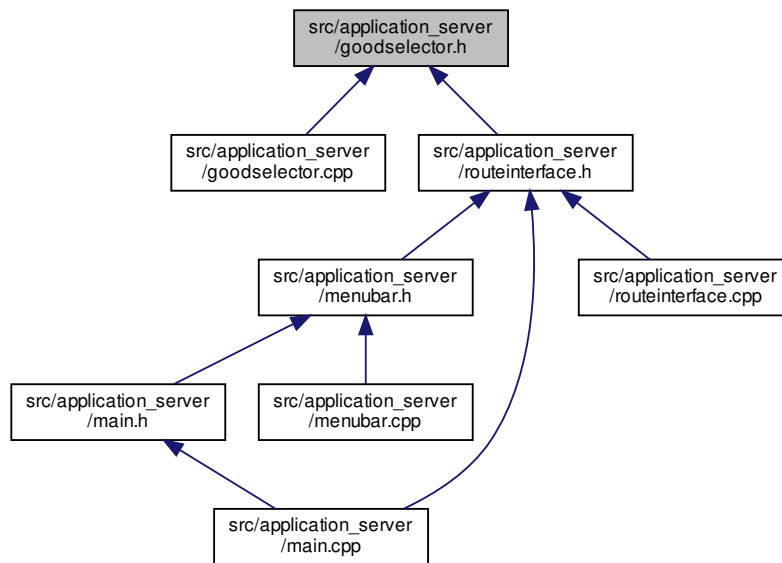 src/application_server
/goodselector.h
src/application_server
/goodselector.cpp
src/application_server
/routeinterface.h
src/application_server
/menubar.h
src/application_server
/routeinterface.cpp
src/application_server
/main.h
src/application_server
/menubar.cpp
src/application_server
/main.cpp